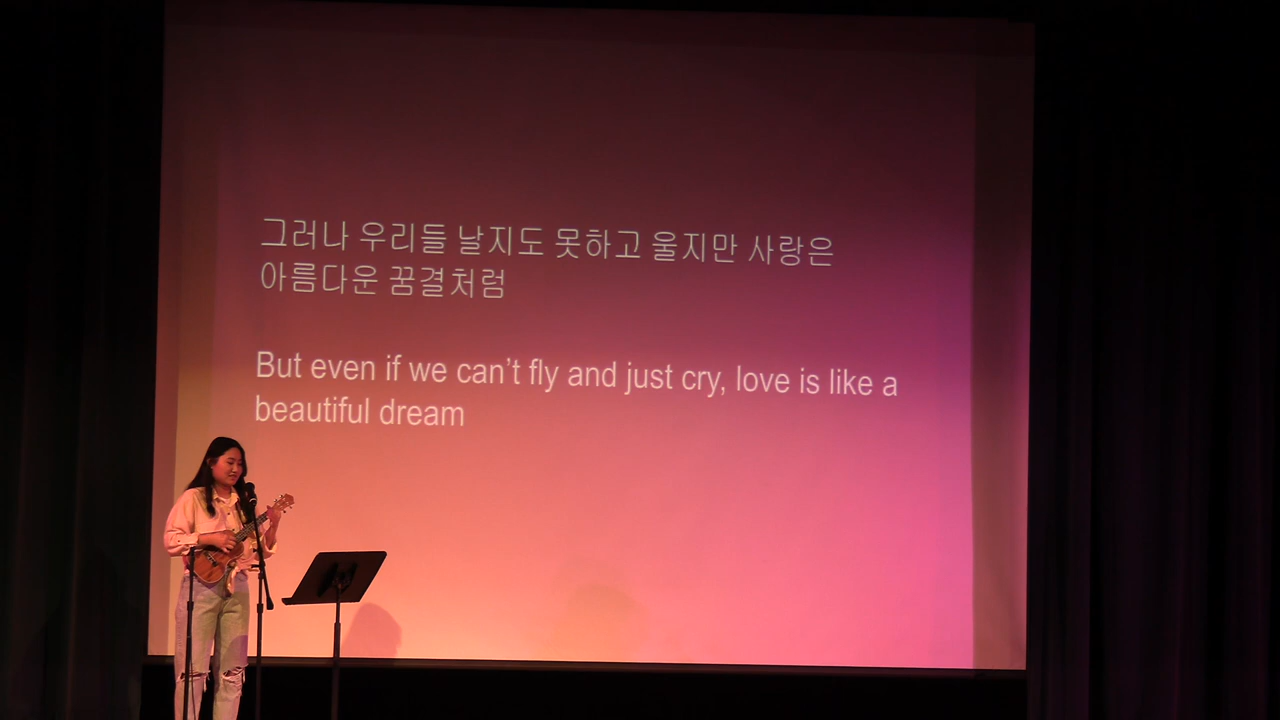 그러나 우리들 날지도 못하고 울지만 사랑은
아름다운 꿈결처럼
But even if we can’t fly and just cry, love is like a
beautiful dream